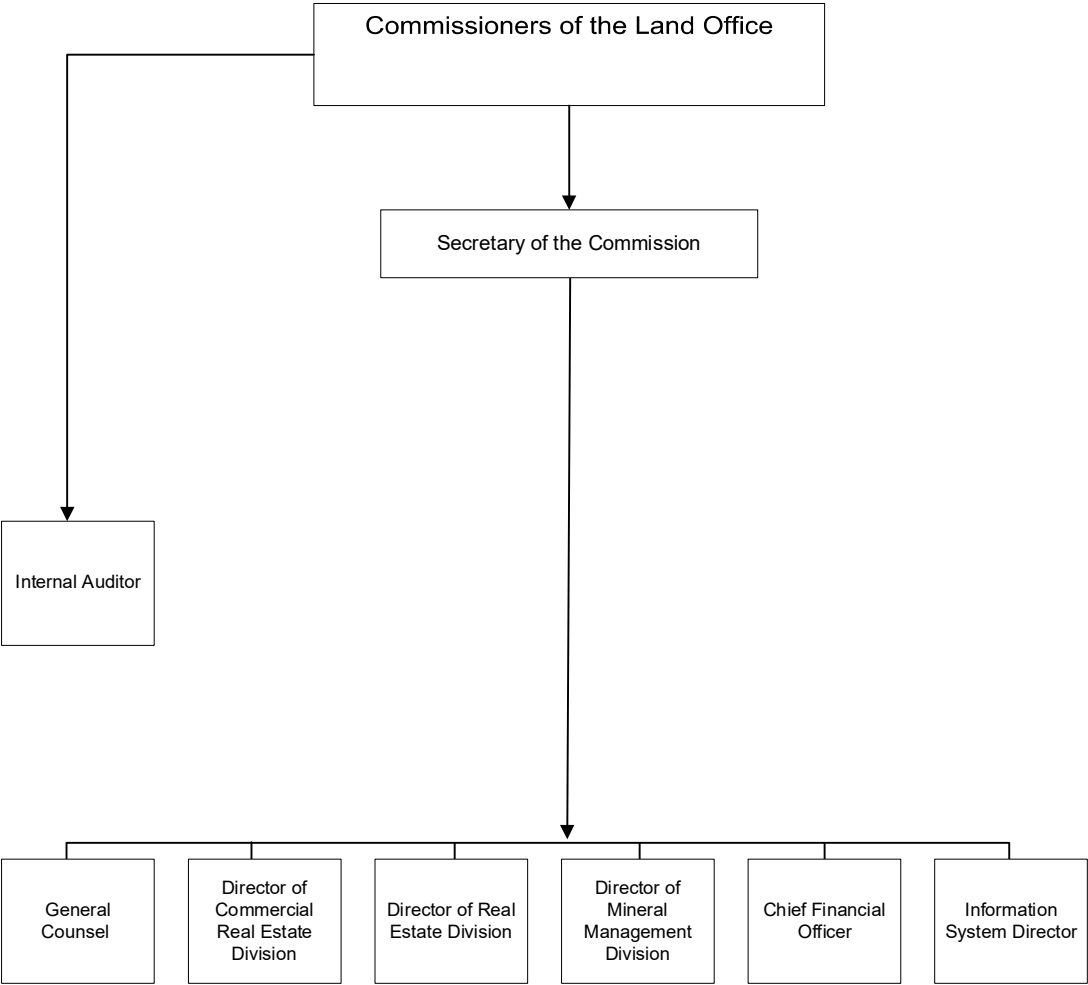 Commissioners of the Land Office
Secretary of the Commission
Internal Auditor
General
Counsel
Director of
Commercial
Real Estate
Division
Director of Real
Estate Division
Director of
Mineral
Management
Division
Chief Financial
Officer
Information
System Director